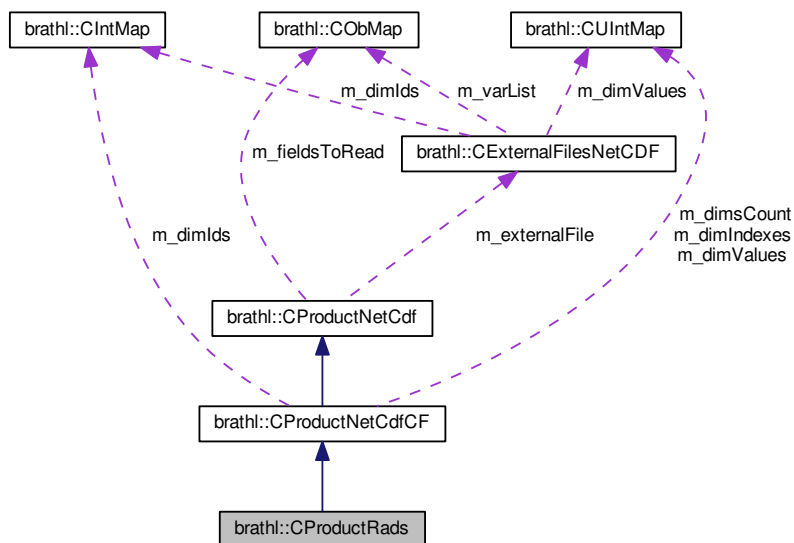 brathl::CIntMap
brathl::CObMap
brathl::CUIntMap
m_dimIds
m_varList
m_dimValues
m_fieldsToRead
brathl::CExternalFilesNetCDF
m_dimIds
m_externalFile
m_dimsCount
m_dimIndexes
m_dimValues
brathl::CProductNetCdf
brathl::CProductNetCdfCF
brathl::CProductRads